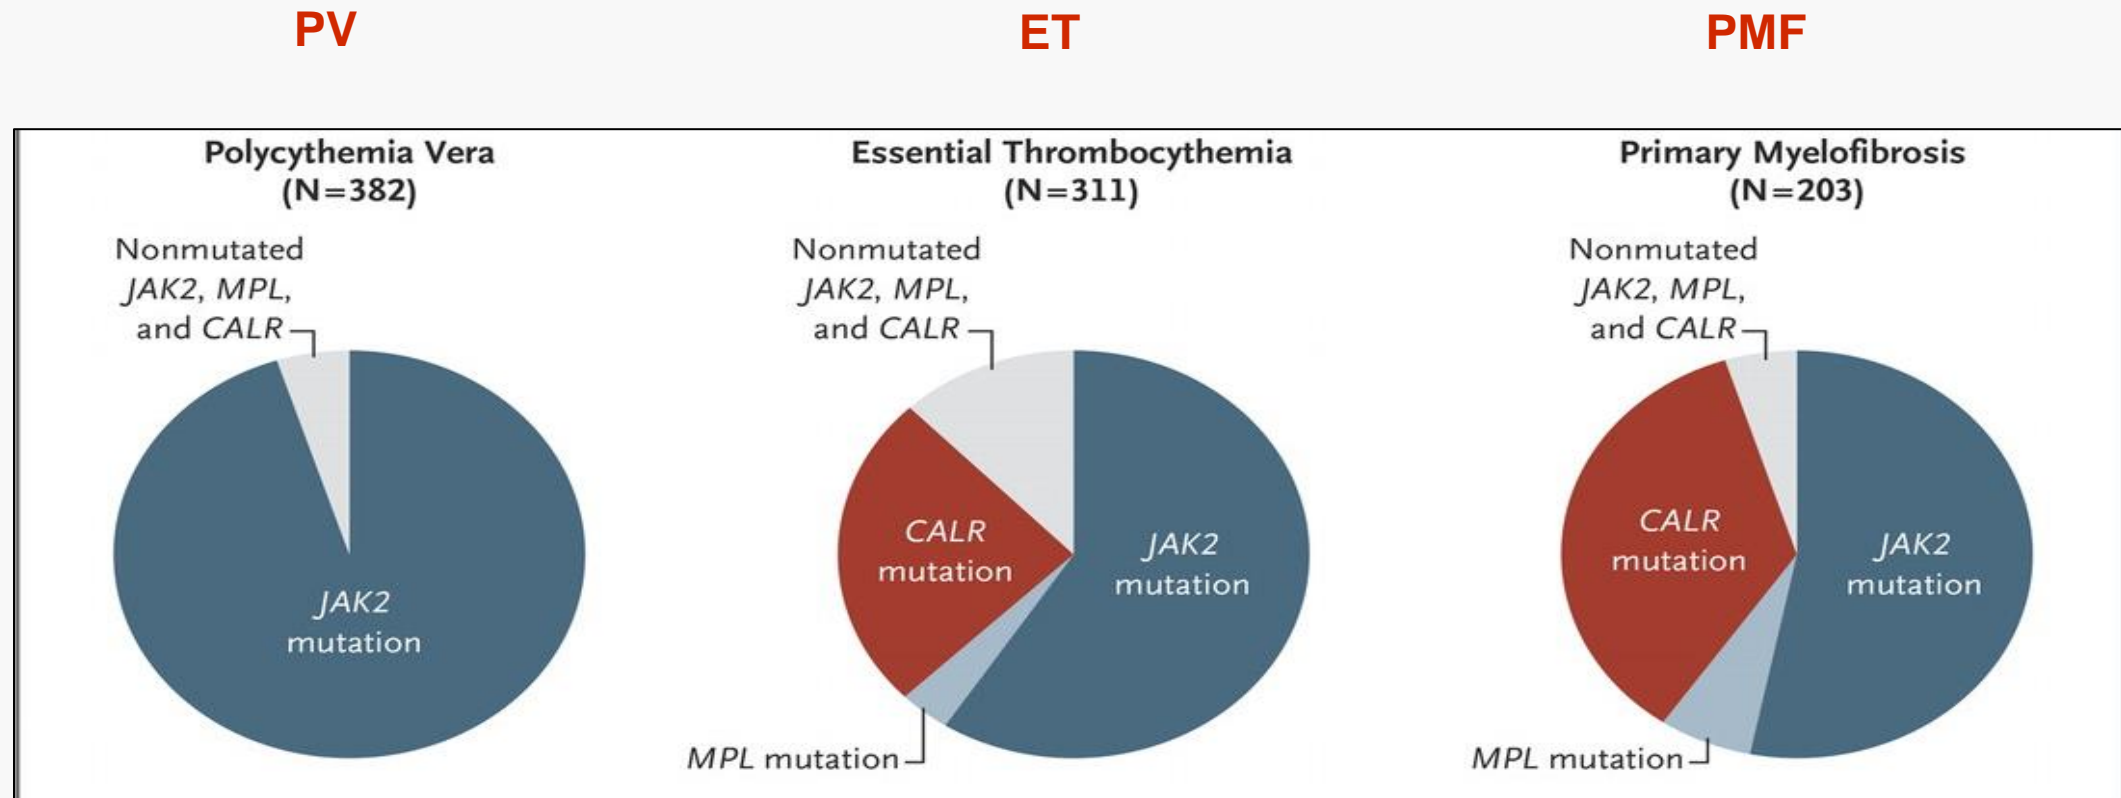 PV
ET
PMF
Polycythemia Vera
(N=382)
Nonmutated
JAK2, MPL,
and CALR
JAK2
mutation
Essential Thrombocythemia
(N=311)
Nonmutated
JAK2, MPL,
and CALR
CALR
mutation
JAK2
mutation
MPL mutation
Primary Myelofibrosis
(N=203)
Nonmutated
JAK2, MPL,
and CALR
CALR
mutation
JAK2
mutation
MPL mutation